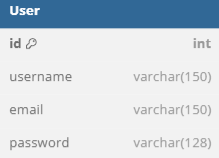 User
id int
username varchar(150)
email varchar(150)
password varchar(128)